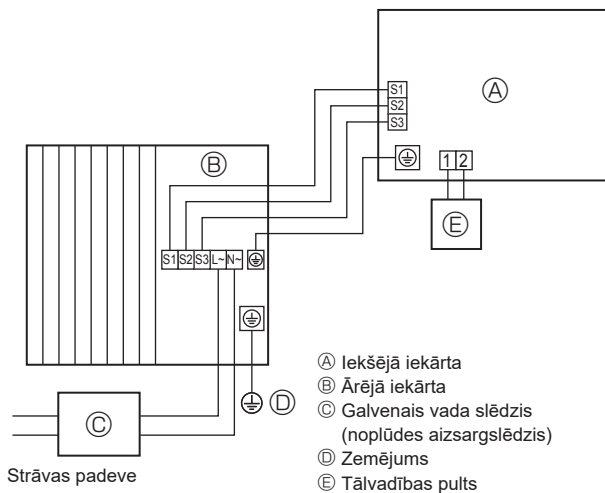 S1
S2
S3
Ⓐ
Ⓑ
1 2
Ⓔ
S1 S2 S3 L~ N~
Ⓓ
Ⓒ
Strāvas padeve
Ⓐ Iekšējā iekārta
Ⓑ Ārējā iekārta
Ⓒ Galvenais vada slēdzis
(noplūdes aizsargslēdzis)
Ⓓ Zemējums
Ⓔ Tālvadības pults